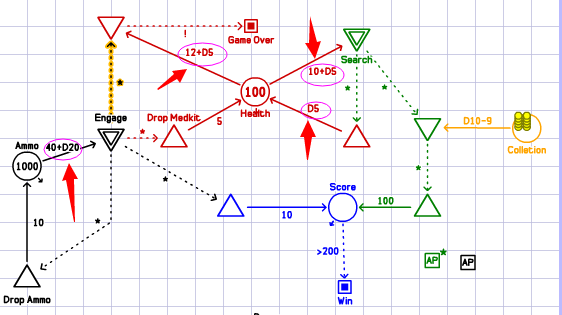 !
Game Over
12+D5
Search
10+D5
*
*
*
100
Health
D5
Drop Medkit
5
Engage
*
D10-9
Colletion
Ammo
40+D20
1000
*
*
Score
10
100
10
*
>200
Win
AP
*
AP
Drop Ammo